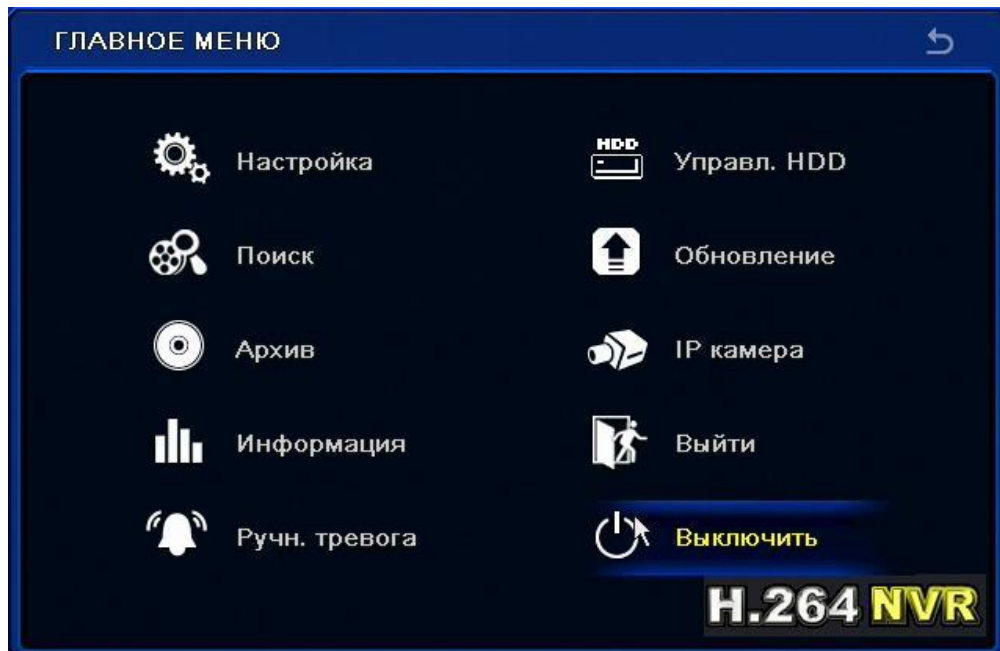 ГЛАВНОЕ МЕНЮ
Настройка
HDD
Управл. HDD
Поиск
Обновление
Архив
IP камера
Информация
Выйти
Ручн. тревога
Выключить
H.264 NVR